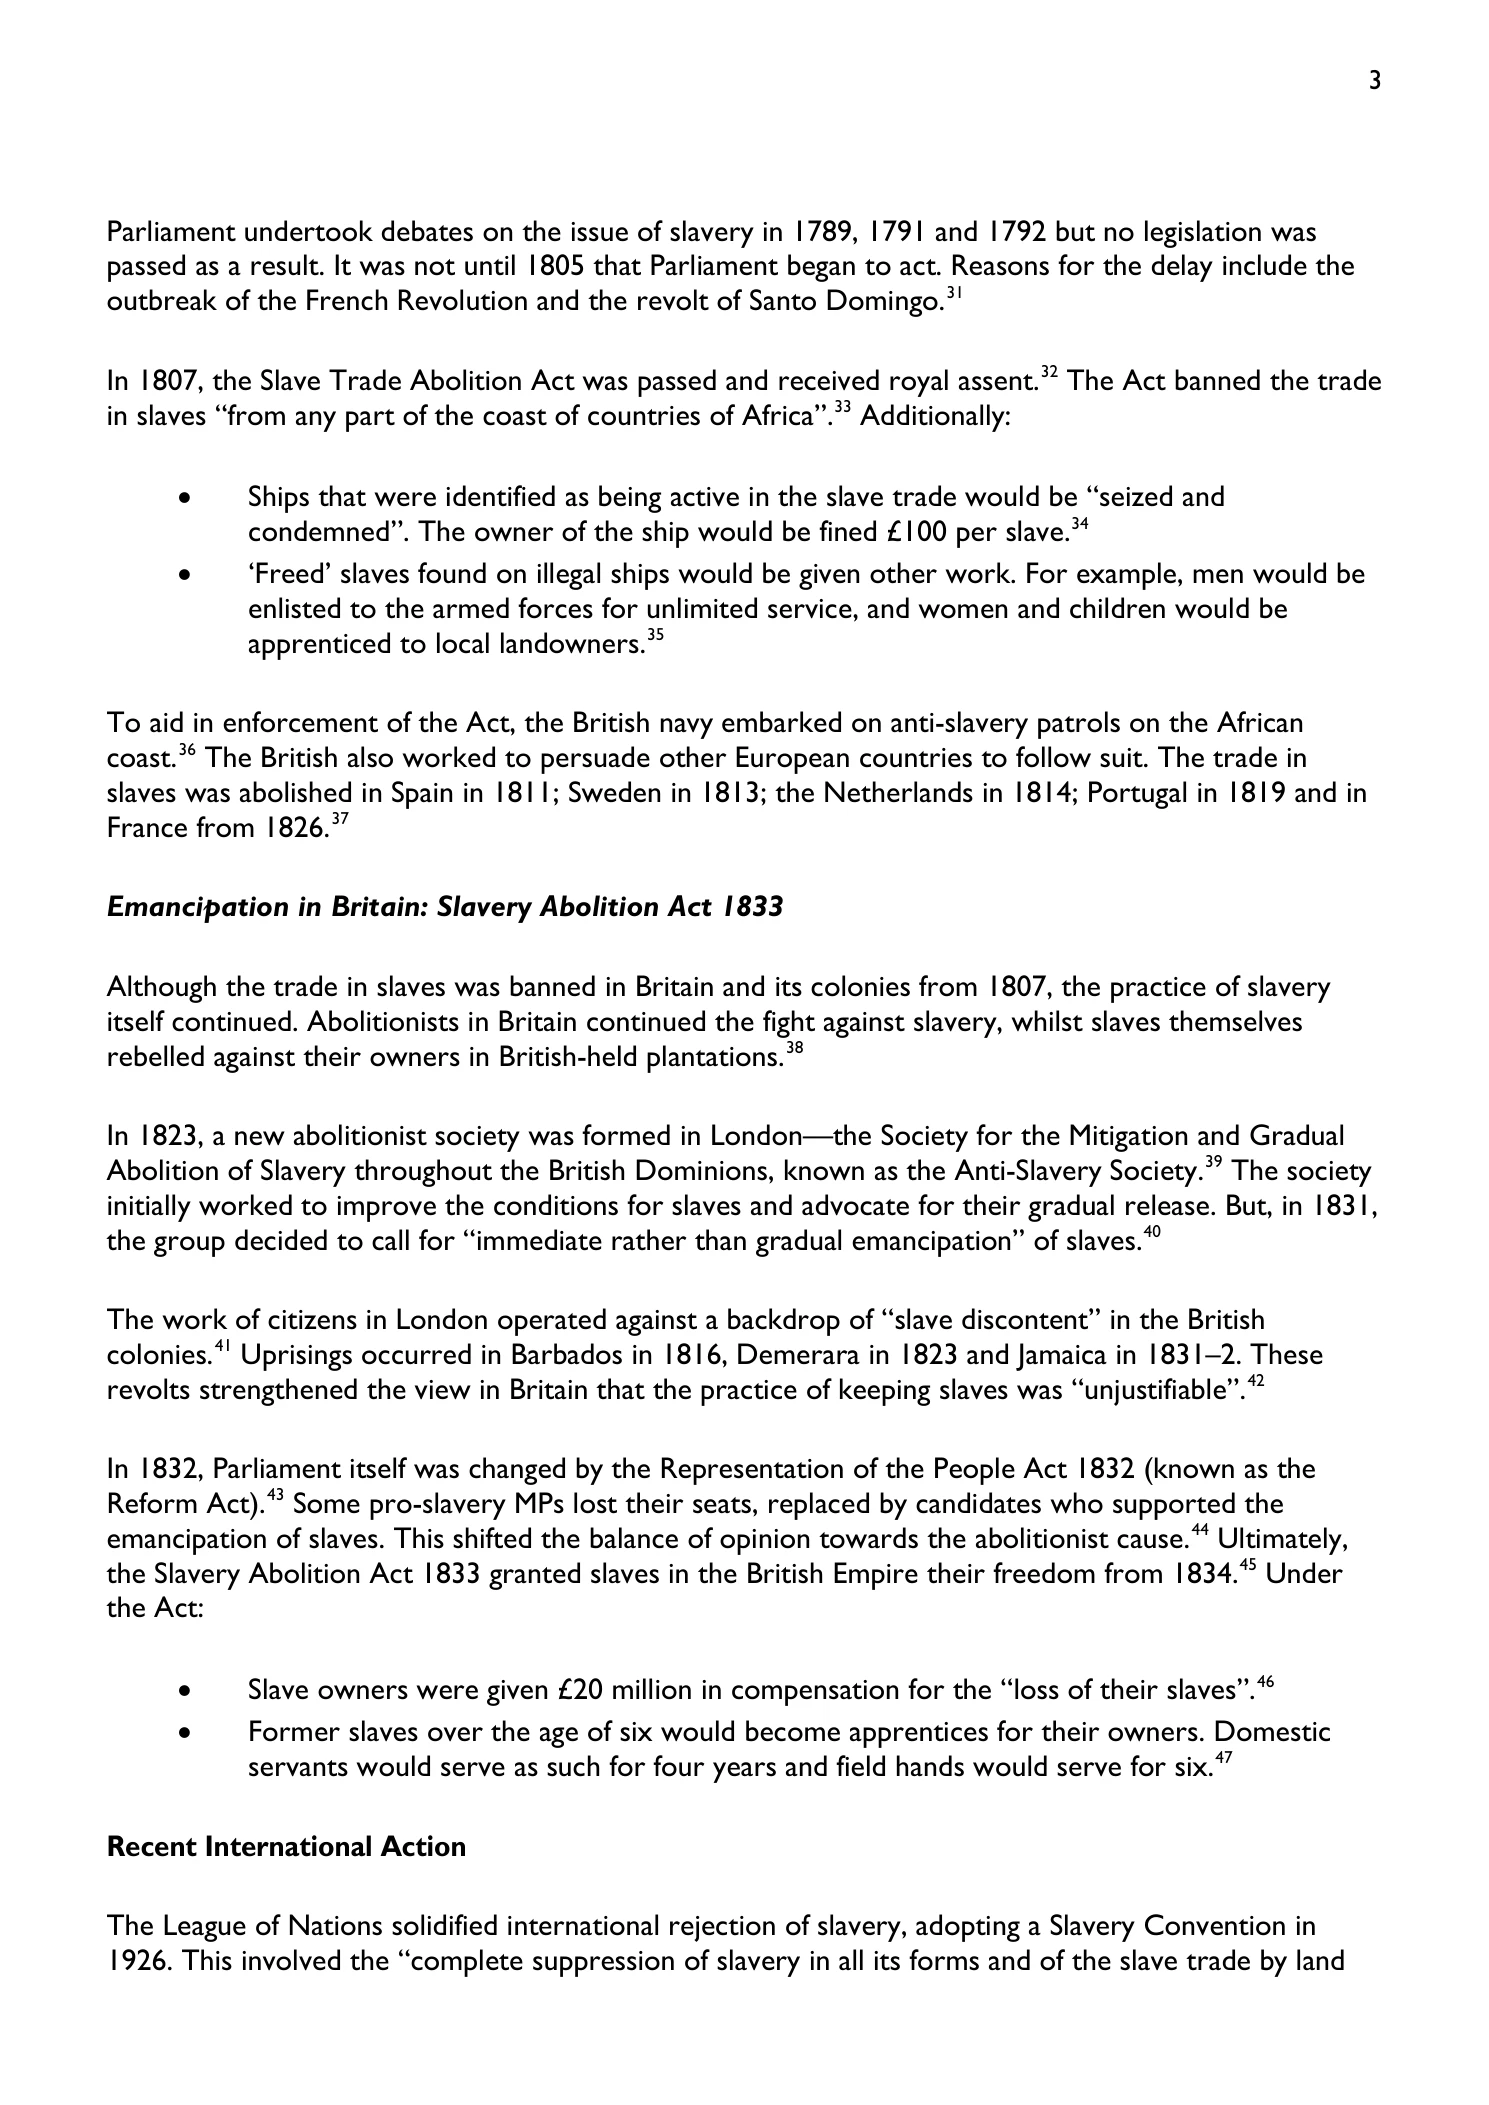 3
Parliament undertook debates on the issue of slavery in 1789, 1791 and 1792 but no legislation was
passed as a result. It was not until 1805 that Parliament began to act. Reasons for the delay include the
outbreak of the French Revolution and the revolt of Santo Domingo.31
In 1807, the Slave Trade Abolition Act was passed and received royal assent.32 The Act banned the trade
in slaves “from any part of the coast of countries of Africa”.33 Additionally:
• Ships that were identified as being active in the slave trade would be “seized and
condemned”. The owner of the ship would be fined £100 per slave.34
• ‘Freed’ slaves found on illegal ships would be given other work. For example, men would be
enlisted to the armed forces for unlimited service, and women and children would be
apprenticed to local landowners.35
To aid in enforcement of the Act, the British navy embarked on anti-slavery patrols on the African
coast.36 The British also worked to persuade other European countries to follow suit. The trade in
slaves was abolished in Spain in 1811; Sweden in 1813; the Netherlands in 1814; Portugal in 1819 and in
France from 1826.37
Emancipation in Britain: Slavery Abolition Act 1833
Although the trade in slaves was banned in Britain and its colonies from 1807, the practice of slavery
itself continued. Abolitionists in Britain continued the fight against slavery, whilst slaves themselves
rebelled against their owners in British-held plantations.38
In 1823, a new abolitionist society was formed in London—the Society for the Mitigation and Gradual
Abolition of Slavery throughout the British Dominions, known as the Anti-Slavery Society.39 The society
initially worked to improve the conditions for slaves and advocate for their gradual release. But, in 1831,
the group decided to call for “immediate rather than gradual emancipation” of slaves.40
The work of citizens in London operated against a backdrop of “slave discontent” in the British
colonies.41 Uprisings occurred in Barbados in 1816, Demerara in 1823 and Jamaica in 1831–2. These
revolts strengthened the view in Britain that the practice of keeping slaves was “unjustifiable”.42
In 1832, Parliament itself was changed by the Representation of the People Act 1832 (known as the
Reform Act).43 Some pro-slavery MPs lost their seats, replaced by candidates who supported the
emancipation of slaves. This shifted the balance of opinion towards the abolitionist cause.44 Ultimately,
the Slavery Abolition Act 1833 granted slaves in the British Empire their freedom from 1834.45 Under
the Act:
• Slave owners were given £20 million in compensation for the “loss of their slaves”.46
• Former slaves over the age of six would become apprentices for their owners. Domestic
servants would serve as such for four years and field hands would serve for six.47
Recent International Action
The League of Nations solidified international rejection of slavery, adopting a Slavery Convention in
1926. This involved the “complete suppression of slavery in all its forms and of the slave trade by land